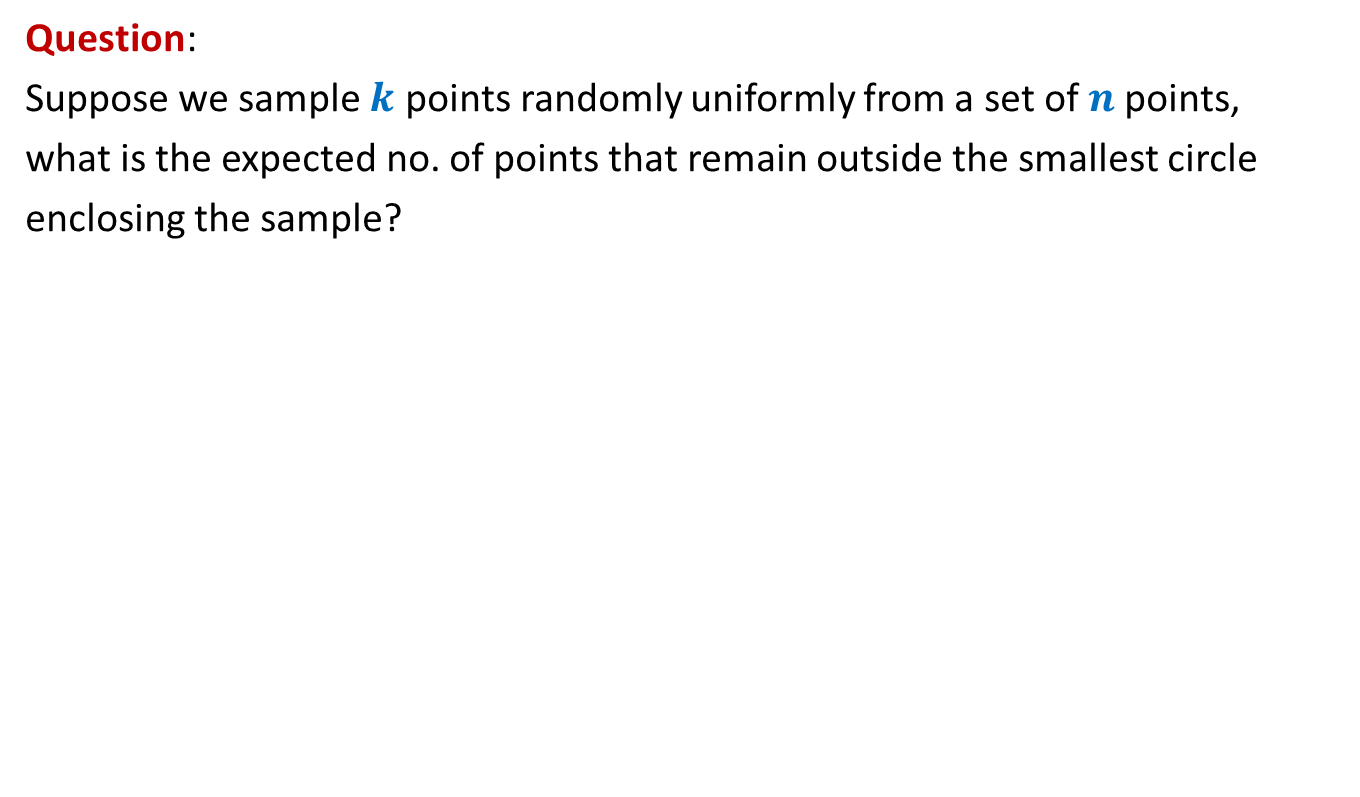 Question:
Suppose we sample k points randomly uniformly from a set of n points,
what is the expected no. of points that remain outside the smallest circle
enclosing the sample?